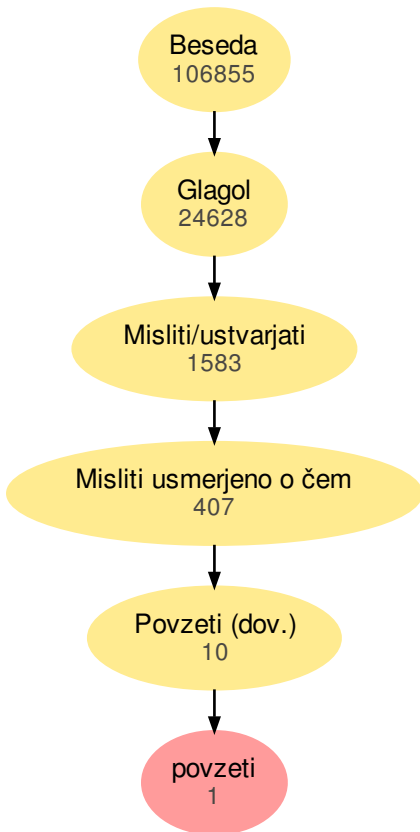 Beseda
106855
Glagol
24628
Misliti/ustvarjati
1583
Misliti usmerjeno o čem
407
Povzeti (dov.)
10
povzeti
1